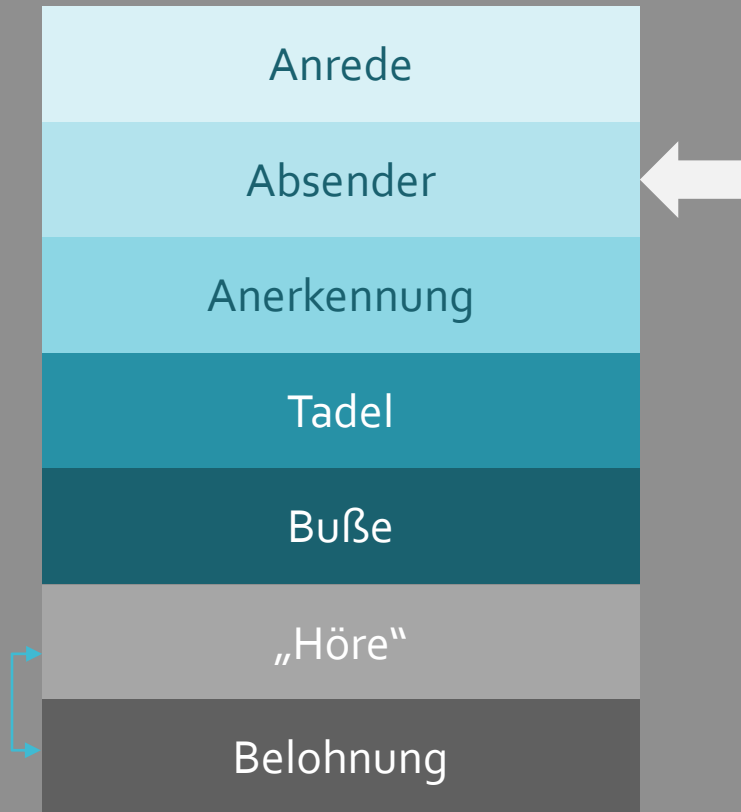 Anrede
Absender
Anerkennung
Tadel
Buße
„Höre“
Belohnung